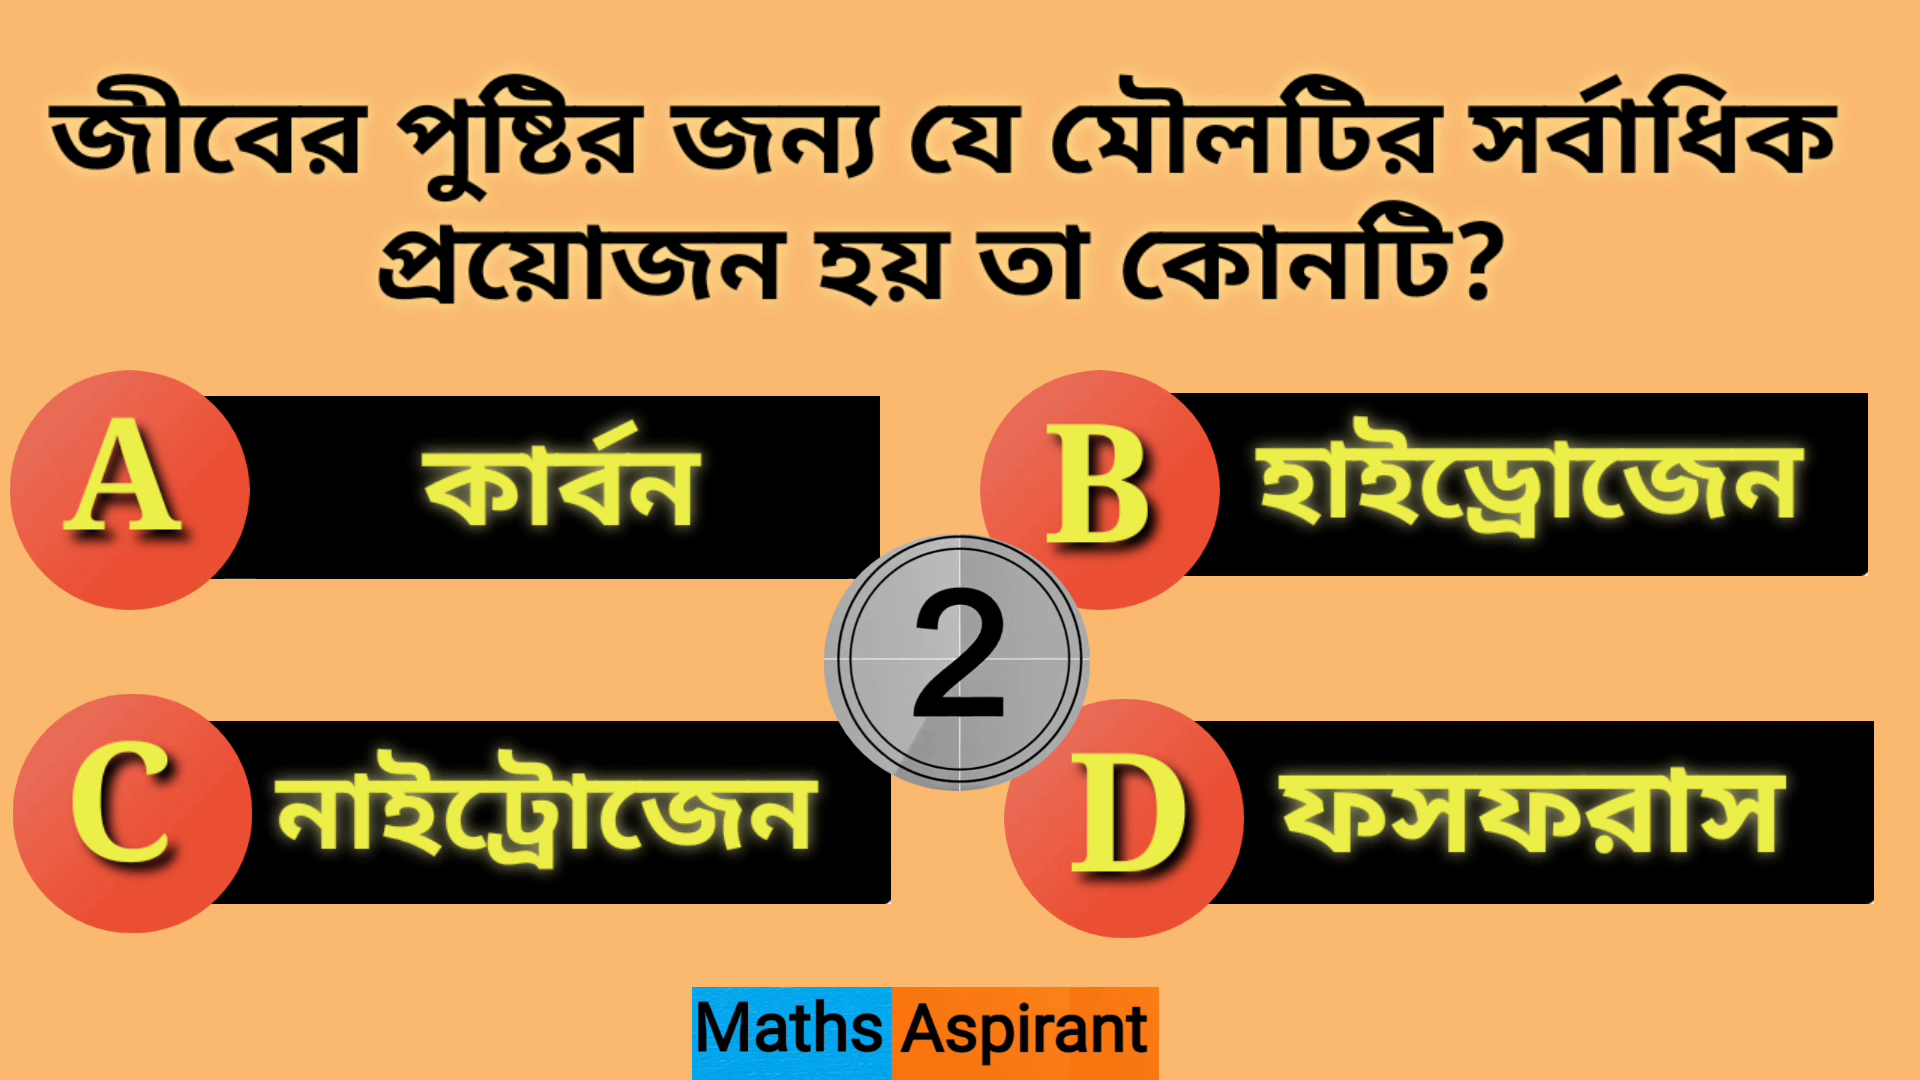 জীবের পুষ্টির জন্য যে মৌলটির সর্বাধিক
প্রয়োজন হয় তা কোনটি?
A কার্বন
B হাইড্রোজেন
2
C নাইট্রোজেন
D ফসফরাস
Maths Aspirant